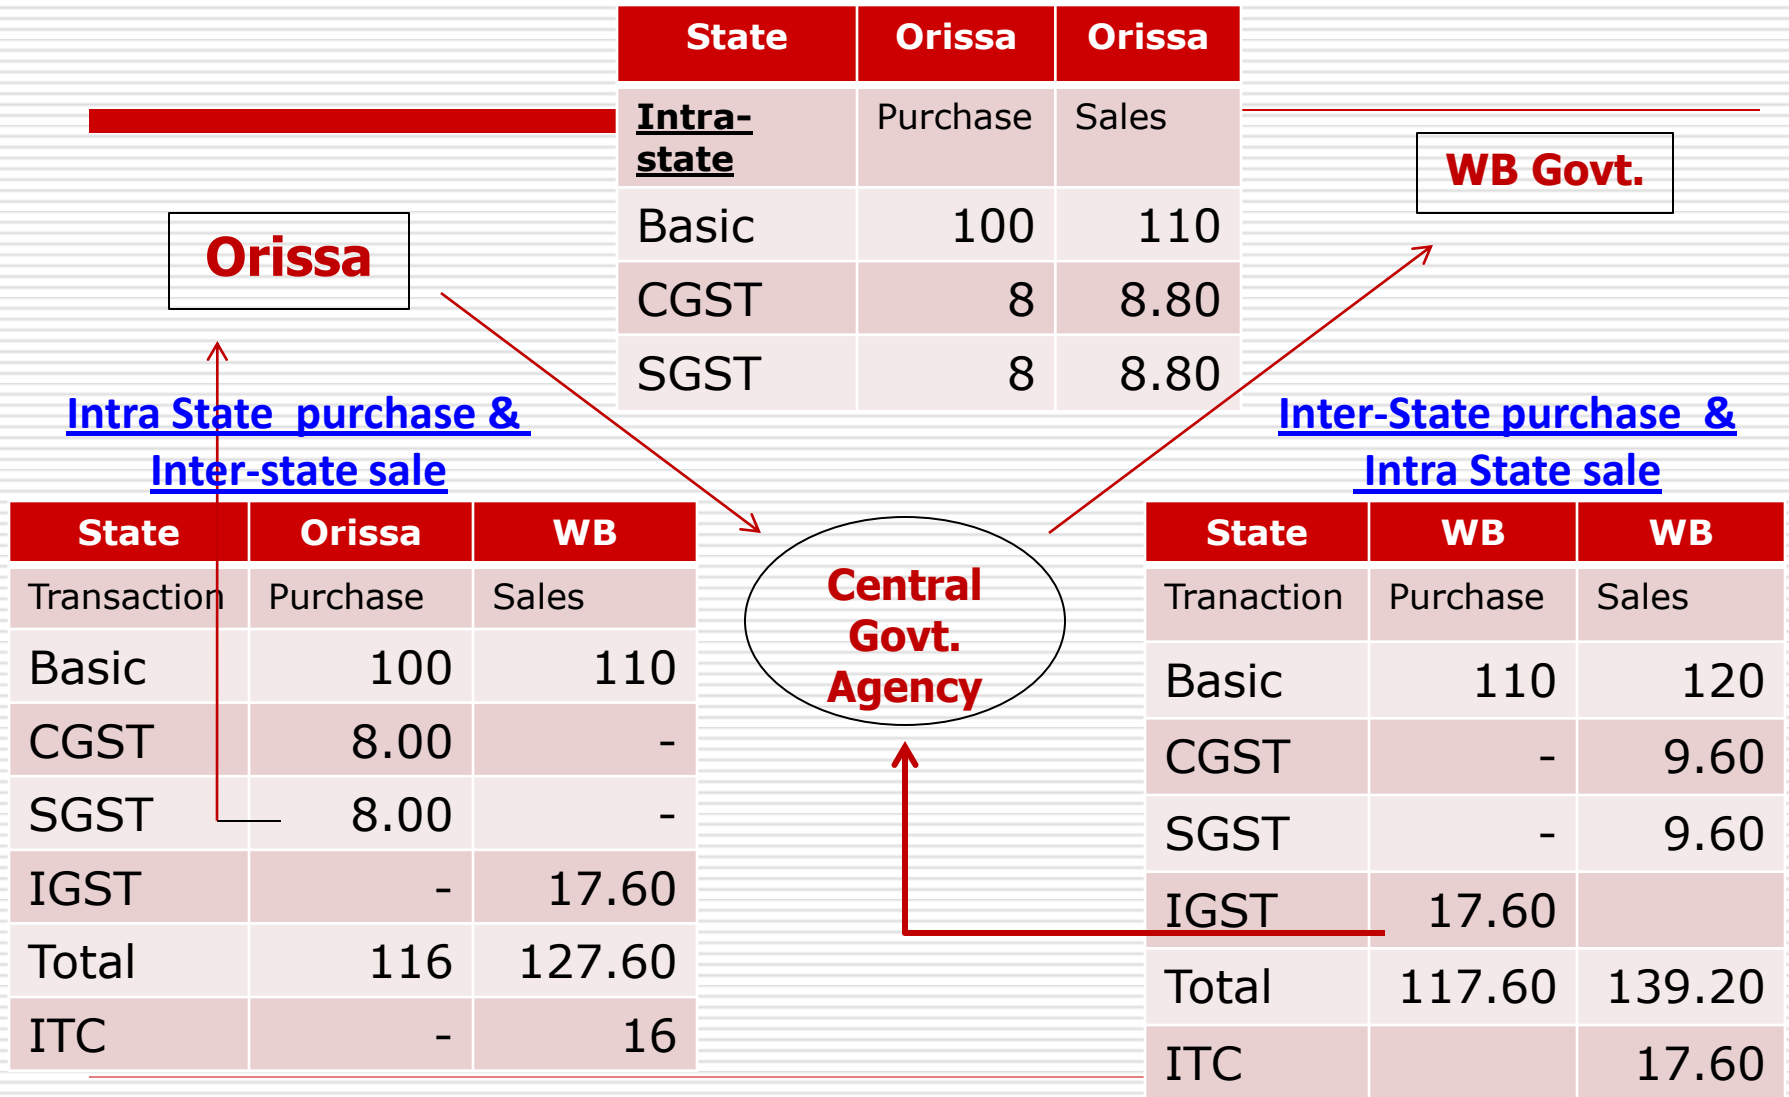 State Orissa Orissa
Intra-
state Purchase Sales
Basic 100 110
CGST 8 8.80
SGST 8 8.80
WB Govt.
Orissa
Intra State purchase &
Inter-state sale
State Orissa WB
Transaction Purchase Sales
Basic 100 110
CGST 8.00 -
SGST 8.00 -
IGST - 17.60
Total 116 127.60
ITC - 16
Central
Govt.
Agency
Inter-State purchase &
Intra State sale
State WB WB
Tranaction Purchase Sales
Basic 110 120
CGST - 9.60
SGST - 9.60
IGST 17.60
Total 117.60 139.20
ITC 17.60